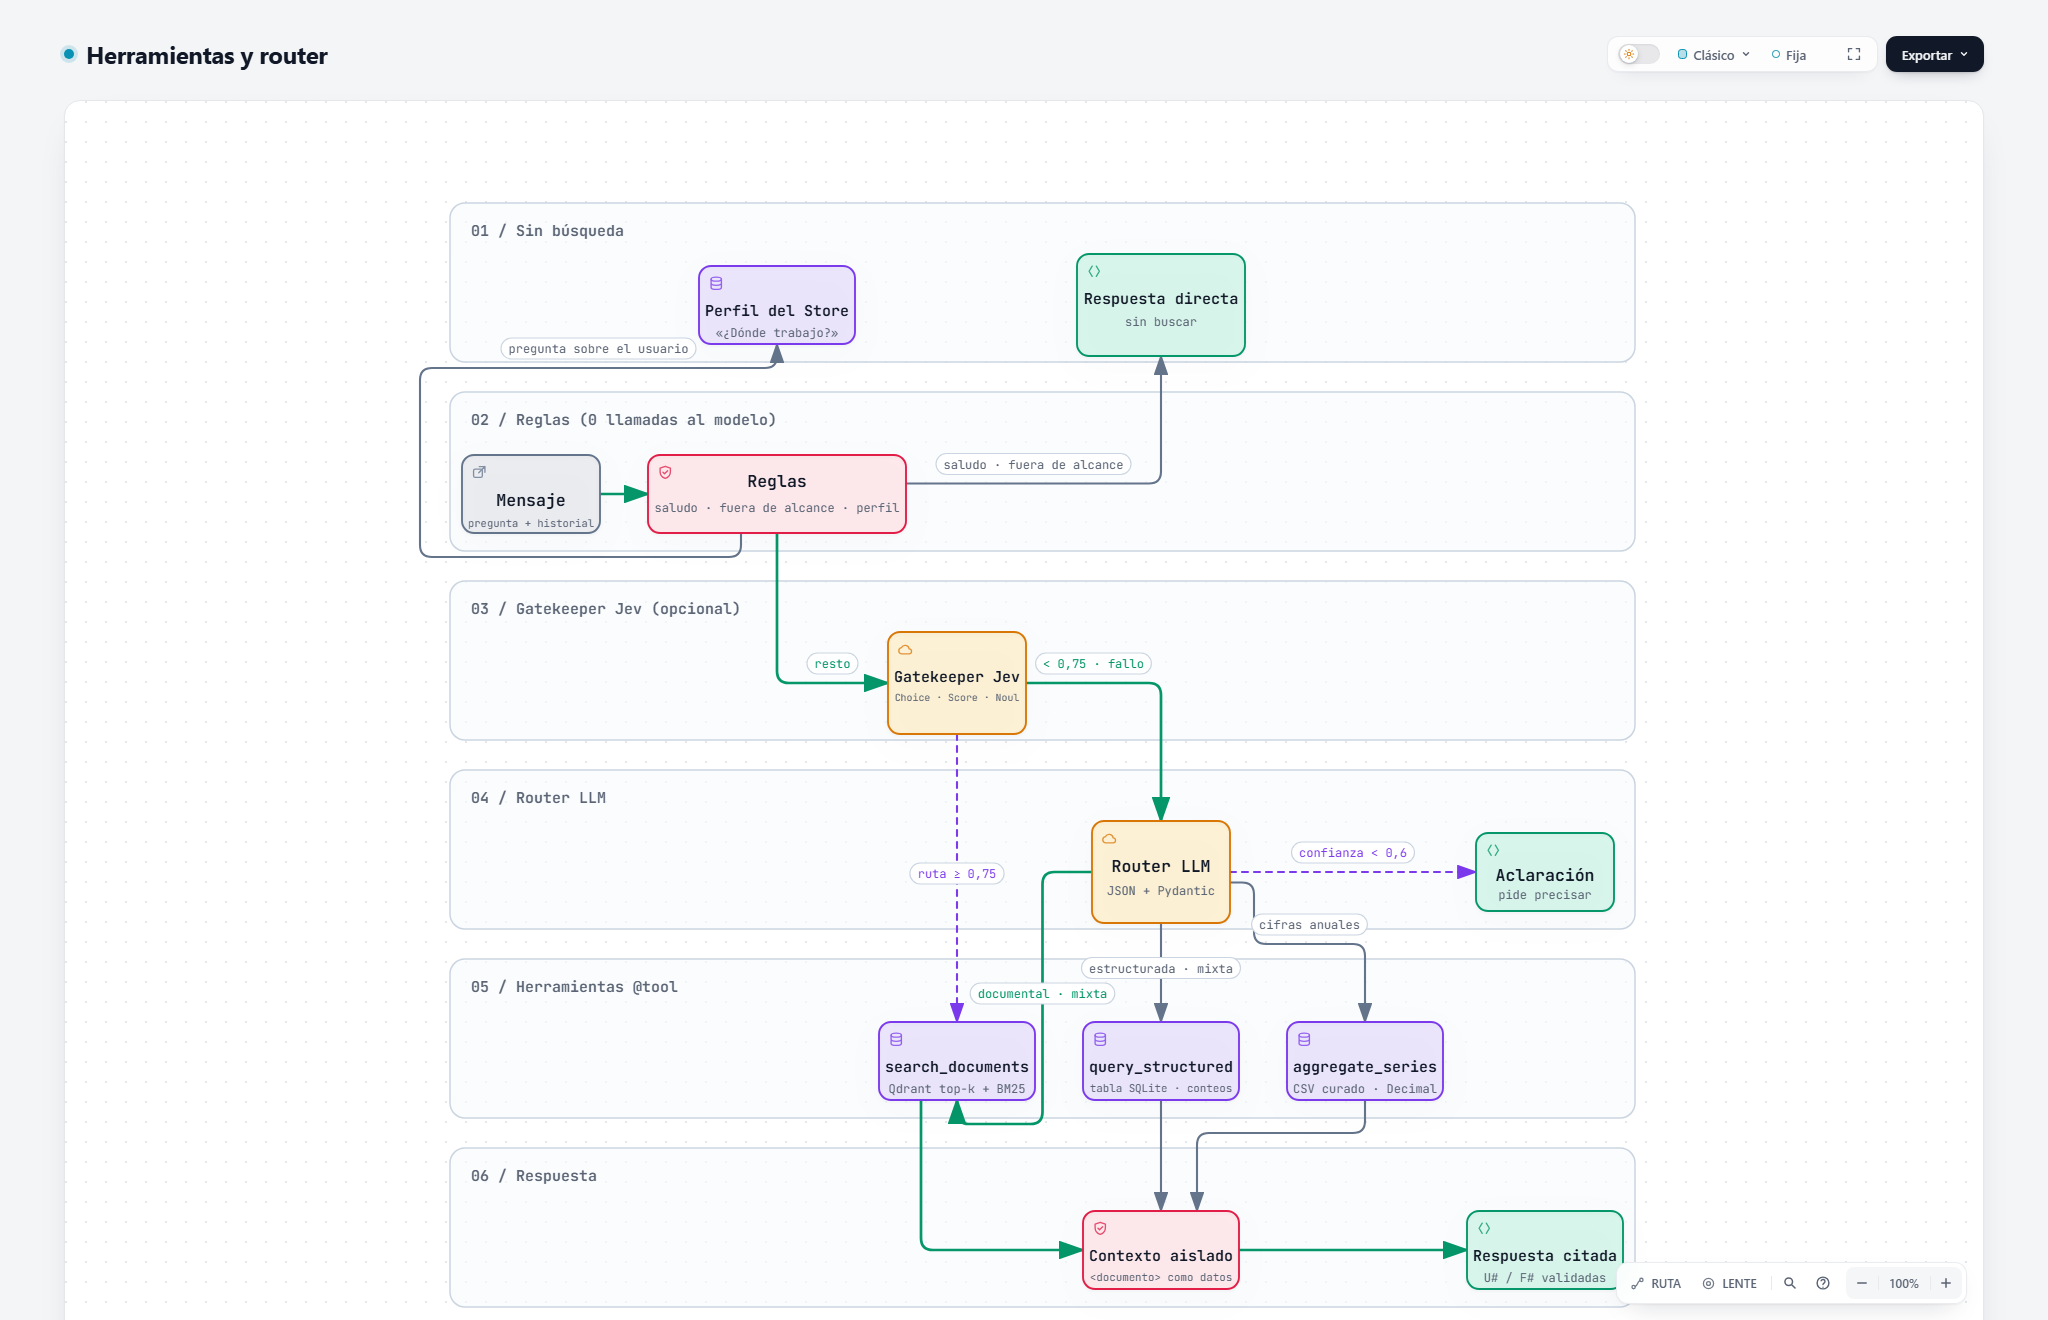 Herramientas y router
Clásico
Fija
Exportar
01 / Sin búsqueda
Perfil del Store
«¿Dónde trabajo?»
Respuesta directa
sin buscar
pregunta sobre el usuario
02 / Reglas (0 llamadas al modelo)
Mensaje
pregunta + historial
Reglas
saludo · fuera de alcance · perfil
saludo · fuera de alcance
03 / Gatekeeper Jev (opcional)
resto
Gatekeeper Jev
Choice · Score · Noul
< 0,75 · fallo
04 / Router LLM
ruta ≥ 0,75
Router LLM
JSON + Pydantic
confianza < 0,6
Aclaración
pide precisar
cifras anuales
05 / Herramientas @tool
estructurada · mixta
documental · mixta
search_documents
Qdrant top-k + BM25
query_structured
tabla SQLite · conteos
aggregate_series
CSV curado · Decimal
06 / Respuesta
Contexto aislado
<documento> como datos
Respuesta citada
U# / F# validadas
RUTA
LENTE
100%